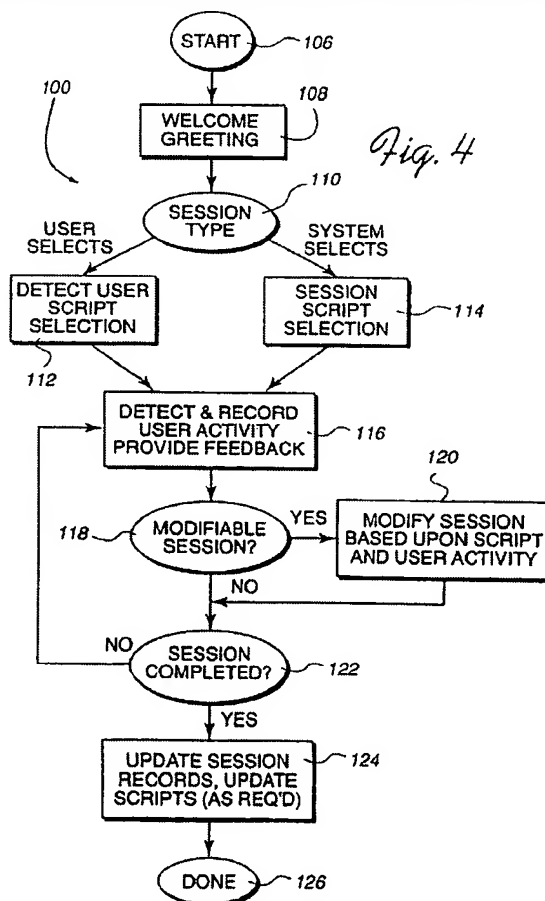 START
106
100
WELCOME
GREETING
108
Fig. 4
110
SESSION
TYPE
USER
SELECTS
SYSTEM
SELECTS
DETECT USER
SCRIPT
SELECTION
112
SESSION
SCRIPT
SELECTION
114
DETECT & RECORD
USER ACTIVITY
PROVIDE FEEDBACK
116
120
118
MODIFIABLE
SESSION?
YES
MODIFY SESSION
BASED UPON SCRIPT
AND USER ACTIVITY
NO
NO
SESSION
COMPLETED?
122
YES
UPDATE SESSION
RECORDS, UPDATE
SCRIPTS (AS REQ'D)
124
DONE
126